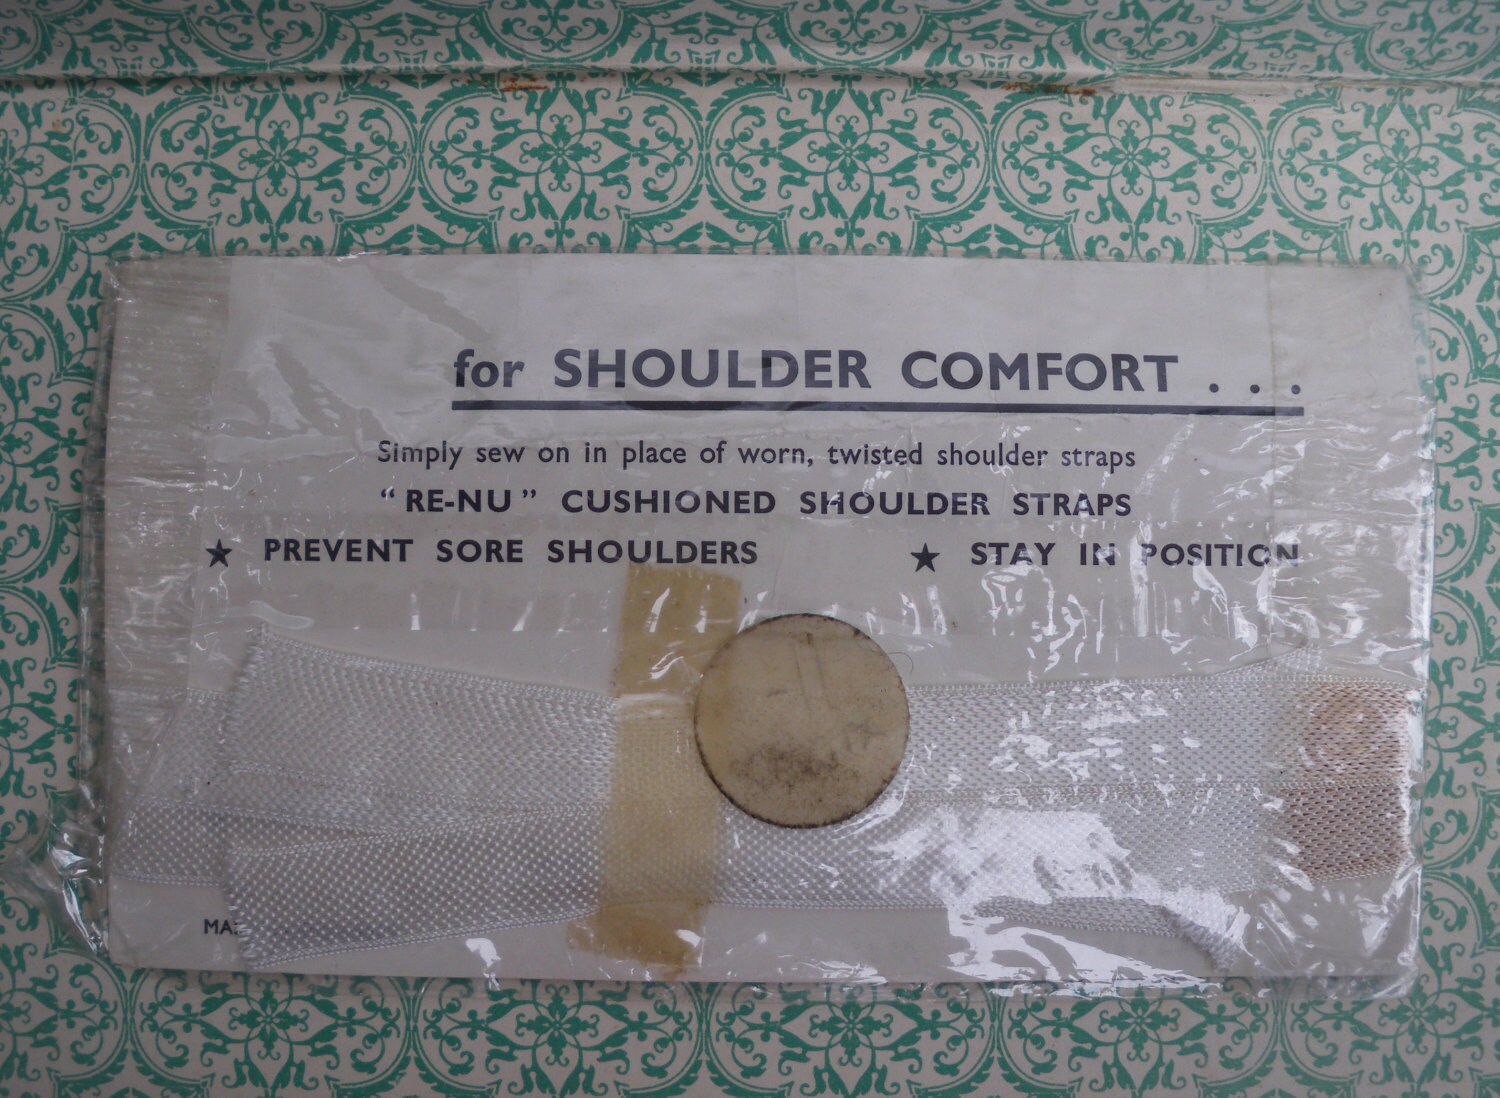 for SHOULDER COMFORT . . .
Simply sew on in place of worn, twisted shoulder straps
“ RE-NU ” CUSHIONED SHOULDER STRAPS
★ PREVENT SORE SHOULDERS ★ STAY IN POSITION